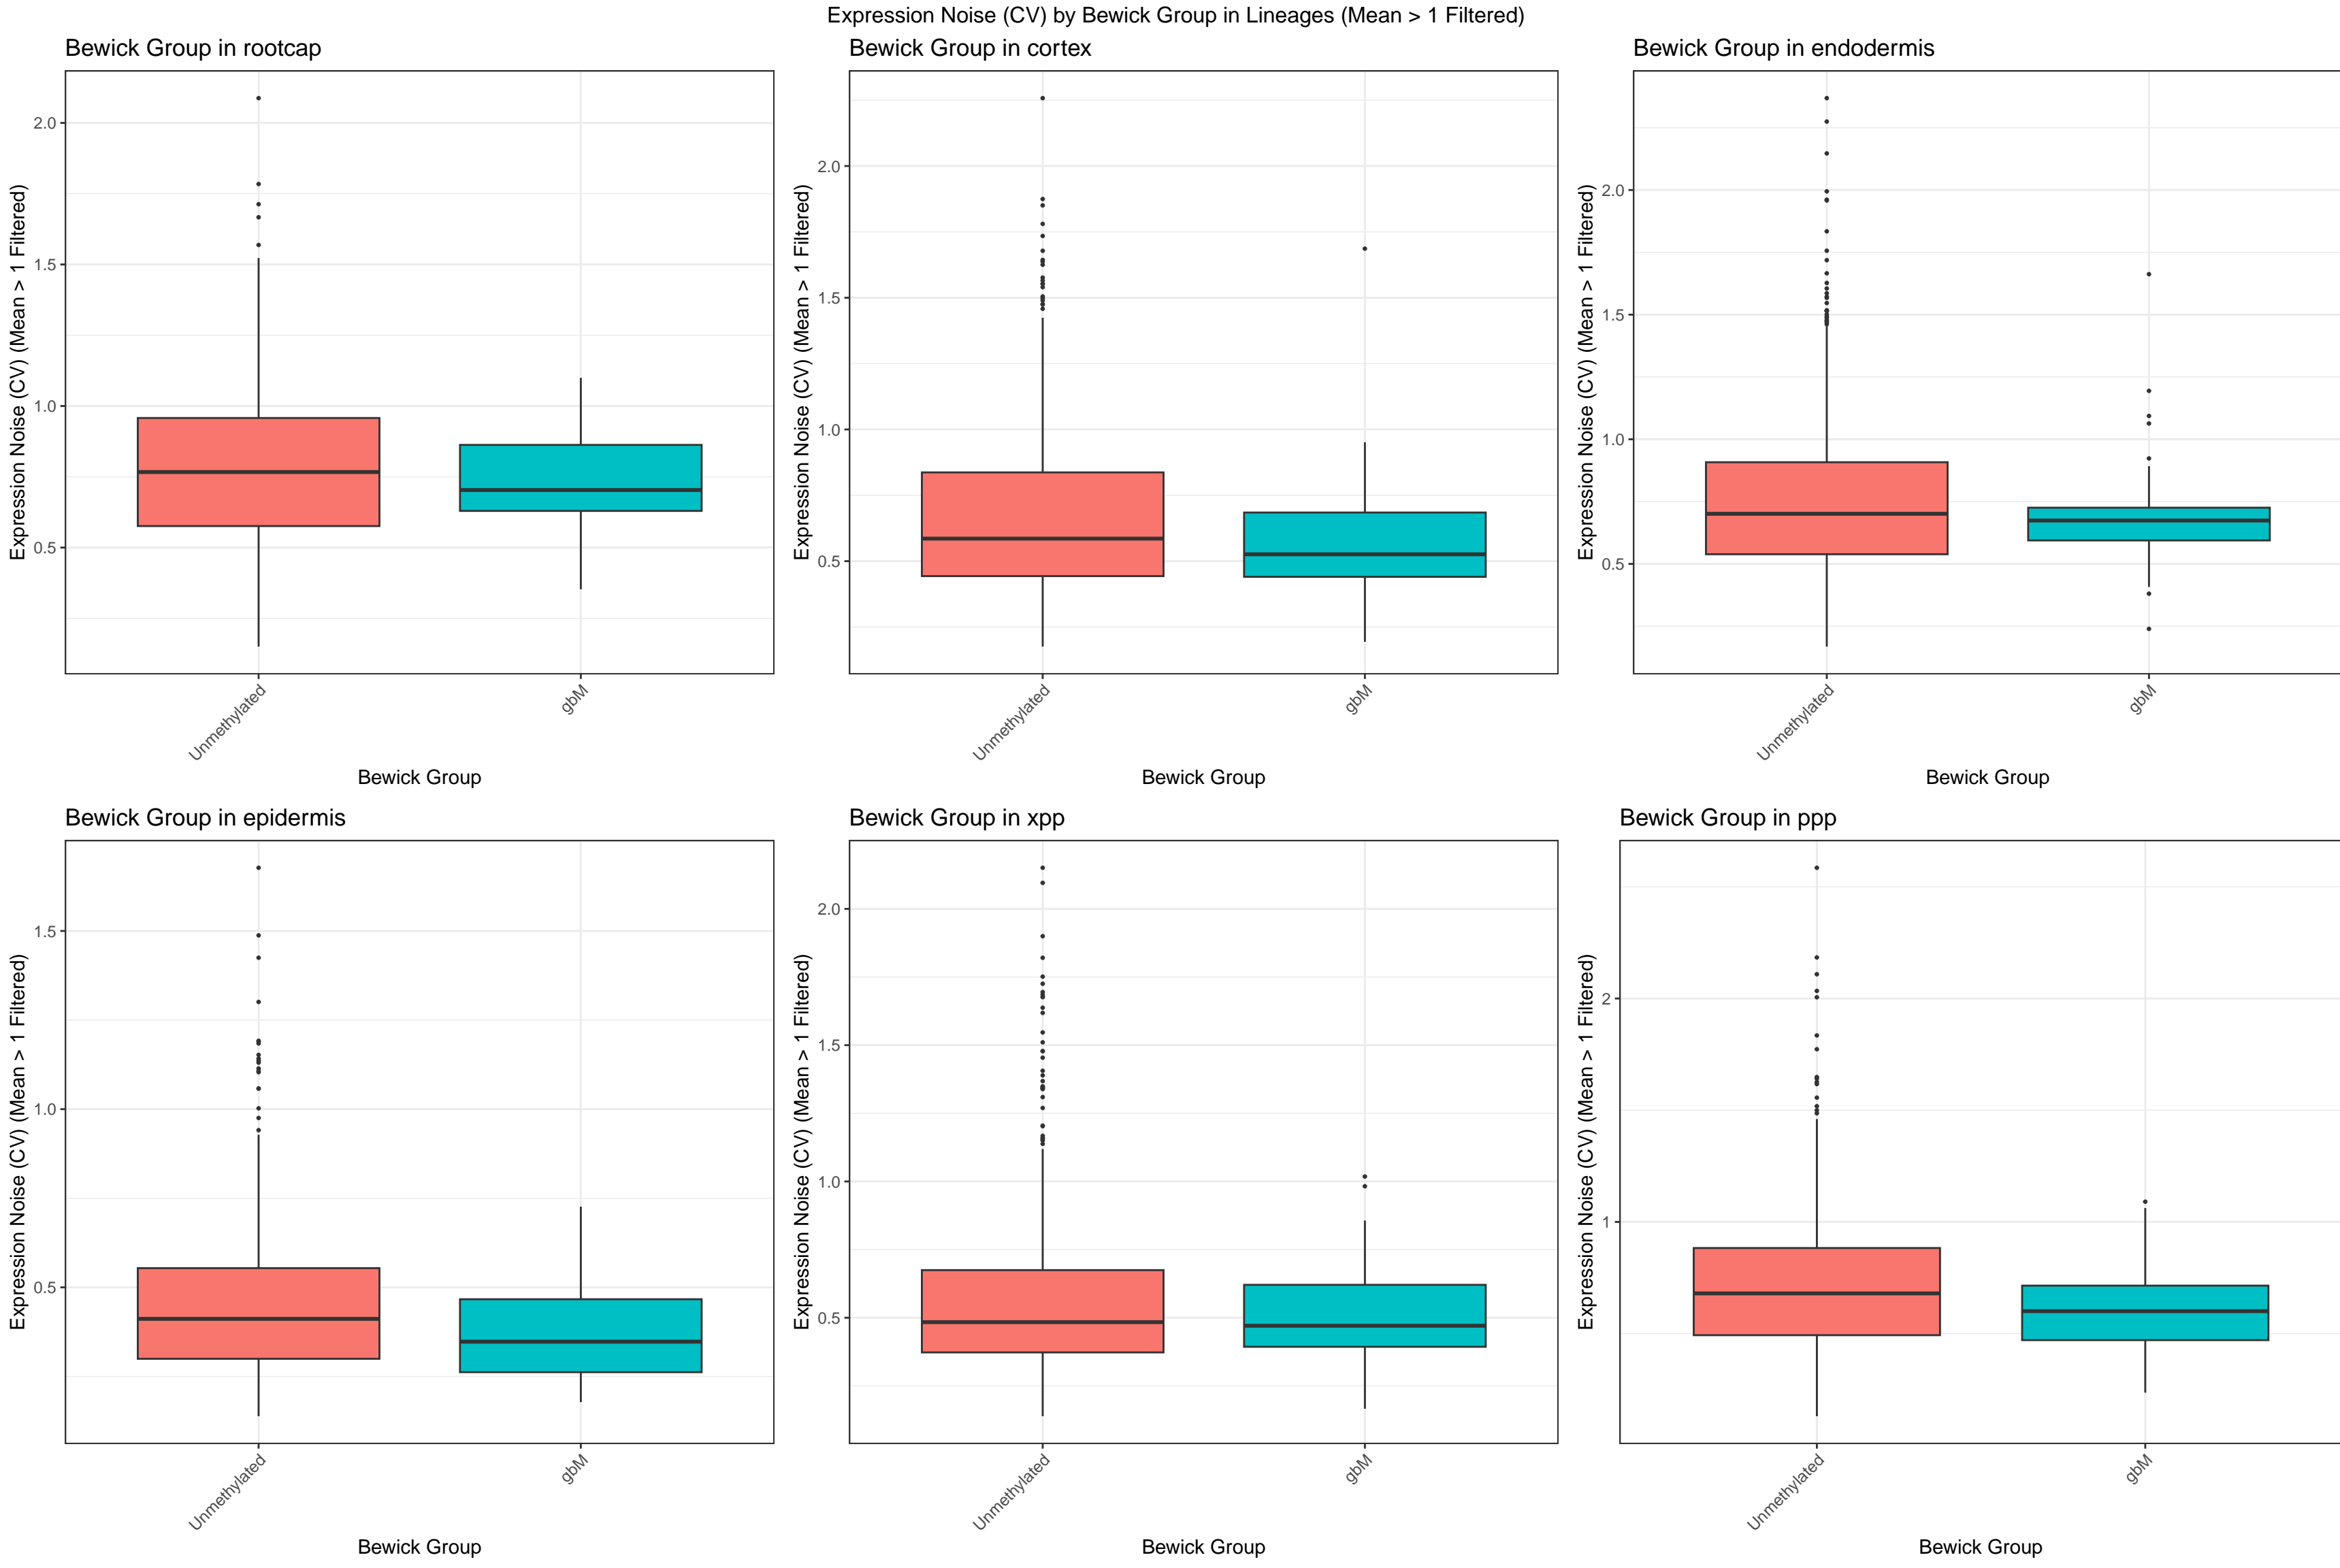 Expression Noise (CV) by Bewick Group in Lineages (Mean > 1 Filtered)
Bewick Group in rootcap
Expression Noise (CV) (Mean > 1 Filtered)
2.0
1.5
1.0
0.5
Unmethylated
gbM
Bewick Group
Bewick Group in cortex
Expression Noise (CV) (Mean > 1 Filtered)
2.0
1.5
1.0
0.5
Unmethylated
gbM
Bewick Group
Bewick Group in endodermis
Expression Noise (CV) (Mean > 1 Filtered)
2.0
1.5
1.0
0.5
Unmethylated
gbM
Bewick Group
Bewick Group in epidermis
Expression Noise (CV) (Mean > 1 Filtered)
1.5
1.0
0.5
Unmethylated
gbM
Bewick Group
Bewick Group in xpp
Expression Noise (CV) (Mean > 1 Filtered)
2.0
1.5
1.0
0.5
Unmethylated
gbM
Bewick Group
Bewick Group in ppp
Expression Noise (CV) (Mean > 1 Filtered)
2
1
Unmethylated
gbM
Bewick Group